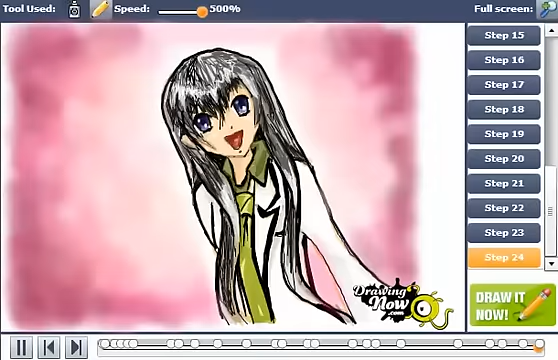 Tool Used: Speed: 500% Full screen:
Step 15
Step 16
Step 17
Step 18
Step 19
Step 20
Step 21
Step 22
Step 23
Step 24
Drawing
Now
.com
DRAW IT
NOW!